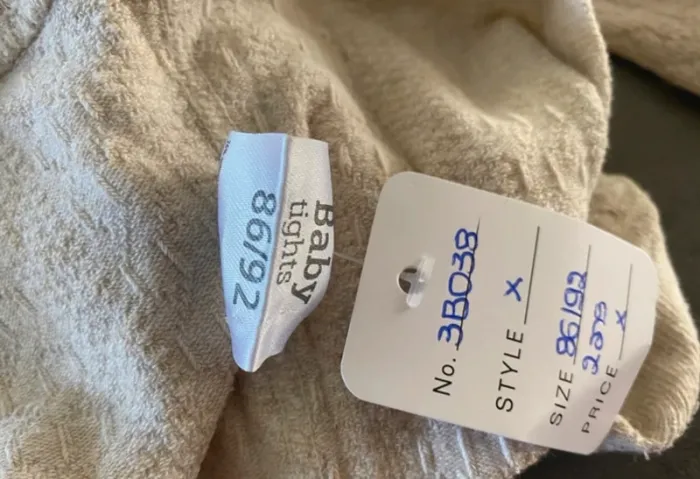 Baby
tights
86/92
No. 3B038
STYLE x
SIZE 86/92
PRICE x